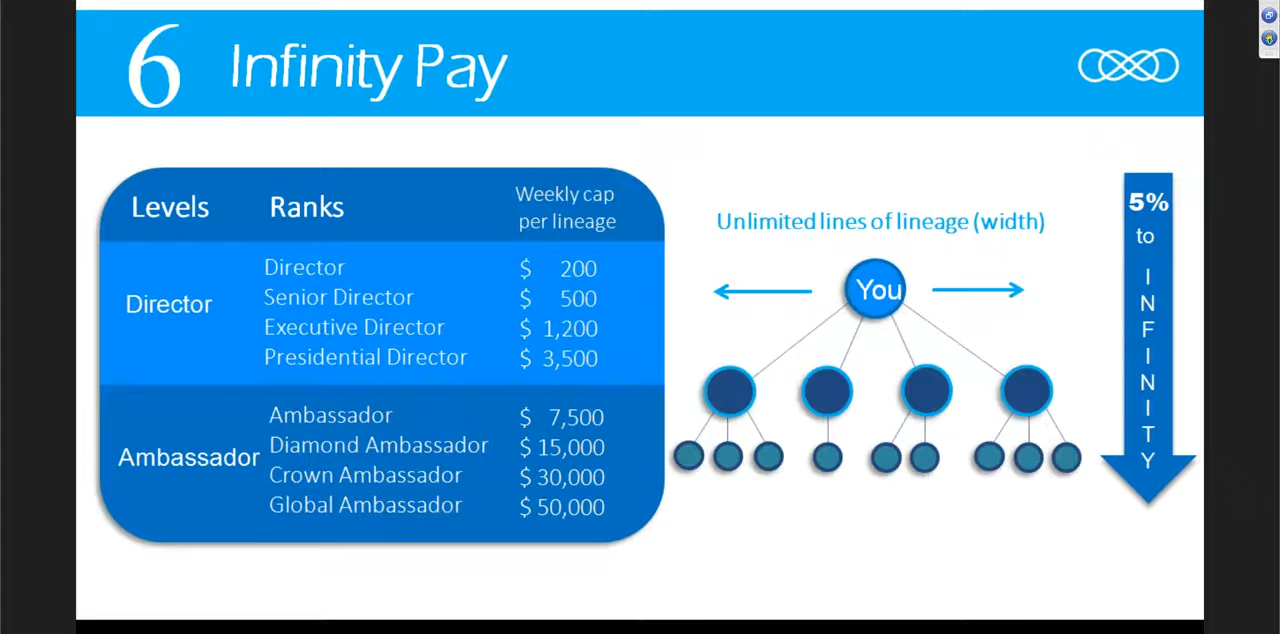 6 Infinity Pay
Levels Ranks Weekly cap per lineage
Director
Director $ 200
Senior Director $ 500
Executive Director $ 1,200
Presidential Director $ 3,500
Ambassador
Ambassador $ 7,500
Diamond Ambassador $ 15,000
Crown Ambassador $ 30,000
Global Ambassador $ 50,000
Unlimited lines of lineage (width)
You
5%
to
INFINITY